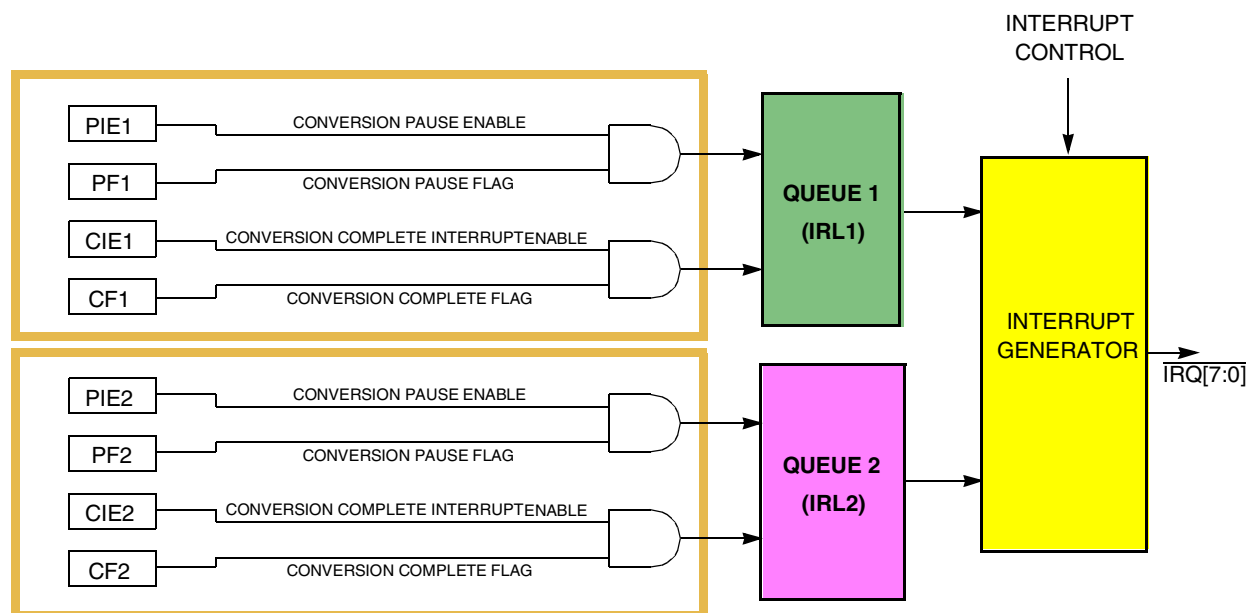 INTERRUPT
CONTROL
PIE1
CONVERSION PAUSE ENABLE
PF1
CONVERSION PAUSE FLAG
CIE1
CONVERSION COMPLETE INTERRUPTENABLE
CF1
CONVERSION COMPLETE FLAG
QUEUE 1
(IRL1)
INTERRUPT
GENERATOR
IRQ[7:0]
PIE2
CONVERSION PAUSE ENABLE
PF2
CONVERSION PAUSE FLAG
CIE2
CONVERSION COMPLETE INTERRUPTENABLE
CF2
CONVERSION COMPLETE FLAG
QUEUE 2
(IRL2)